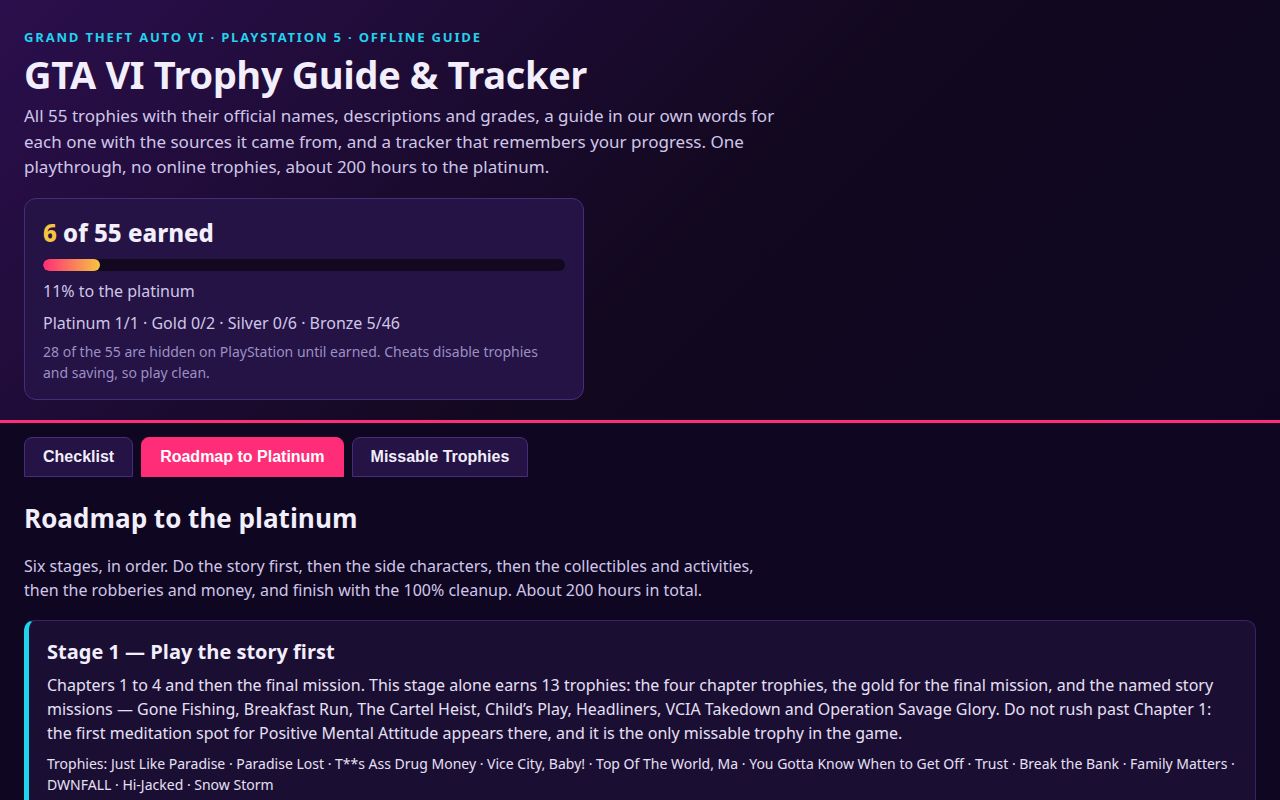 GRAND THEFT AUTO VI · PLAYSTATION 5 · OFFLINE GUIDE
GTA VI Trophy Guide & Tracker
All 55 trophies with their official names, descriptions and grades, a guide in our own words for
each one with the sources it came from, and a tracker that remembers your progress. One
playthrough, no online trophies, about 200 hours to the platinum.
6 of 55 earned
11% to the platinum
Platinum 1/1 · Gold 0/2 · Silver 0/6 · Bronze 5/46
28 of the 55 are hidden on PlayStation until earned. Cheats disable trophies
and saving, so play clean.
Checklist
Roadmap to Platinum
Missable Trophies
Roadmap to the platinum
Six stages, in order. Do the story first, then the side characters, then the collectibles and activities,
then the robberies and money, and finish with the 100% cleanup. About 200 hours in total.
Stage 1 — Play the story first
Chapters 1 to 4 and then the final mission. This stage alone earns 13 trophies: the four chapter trophies, the gold for the final mission, and the named story
missions — Gone Fishing, Breakfast Run, The Cartel Heist, Child’s Play, Headliners, VCIA Takedown and Operation Savage Glory. Do not rush past Chapter 1:
the first meditation spot for Positive Mental Attitude appears there, and it is the only missable trophy in the game.
Trophies: Just Like Paradise · Paradise Lost · T**s Ass Drug Money · Vice City, Baby! · Top Of The World, Ma · You Gotta Know When to Get Off · Trust · Break the Bank · Family Matters ·
DWNFALL · Hi-Jacked · Snow Storm